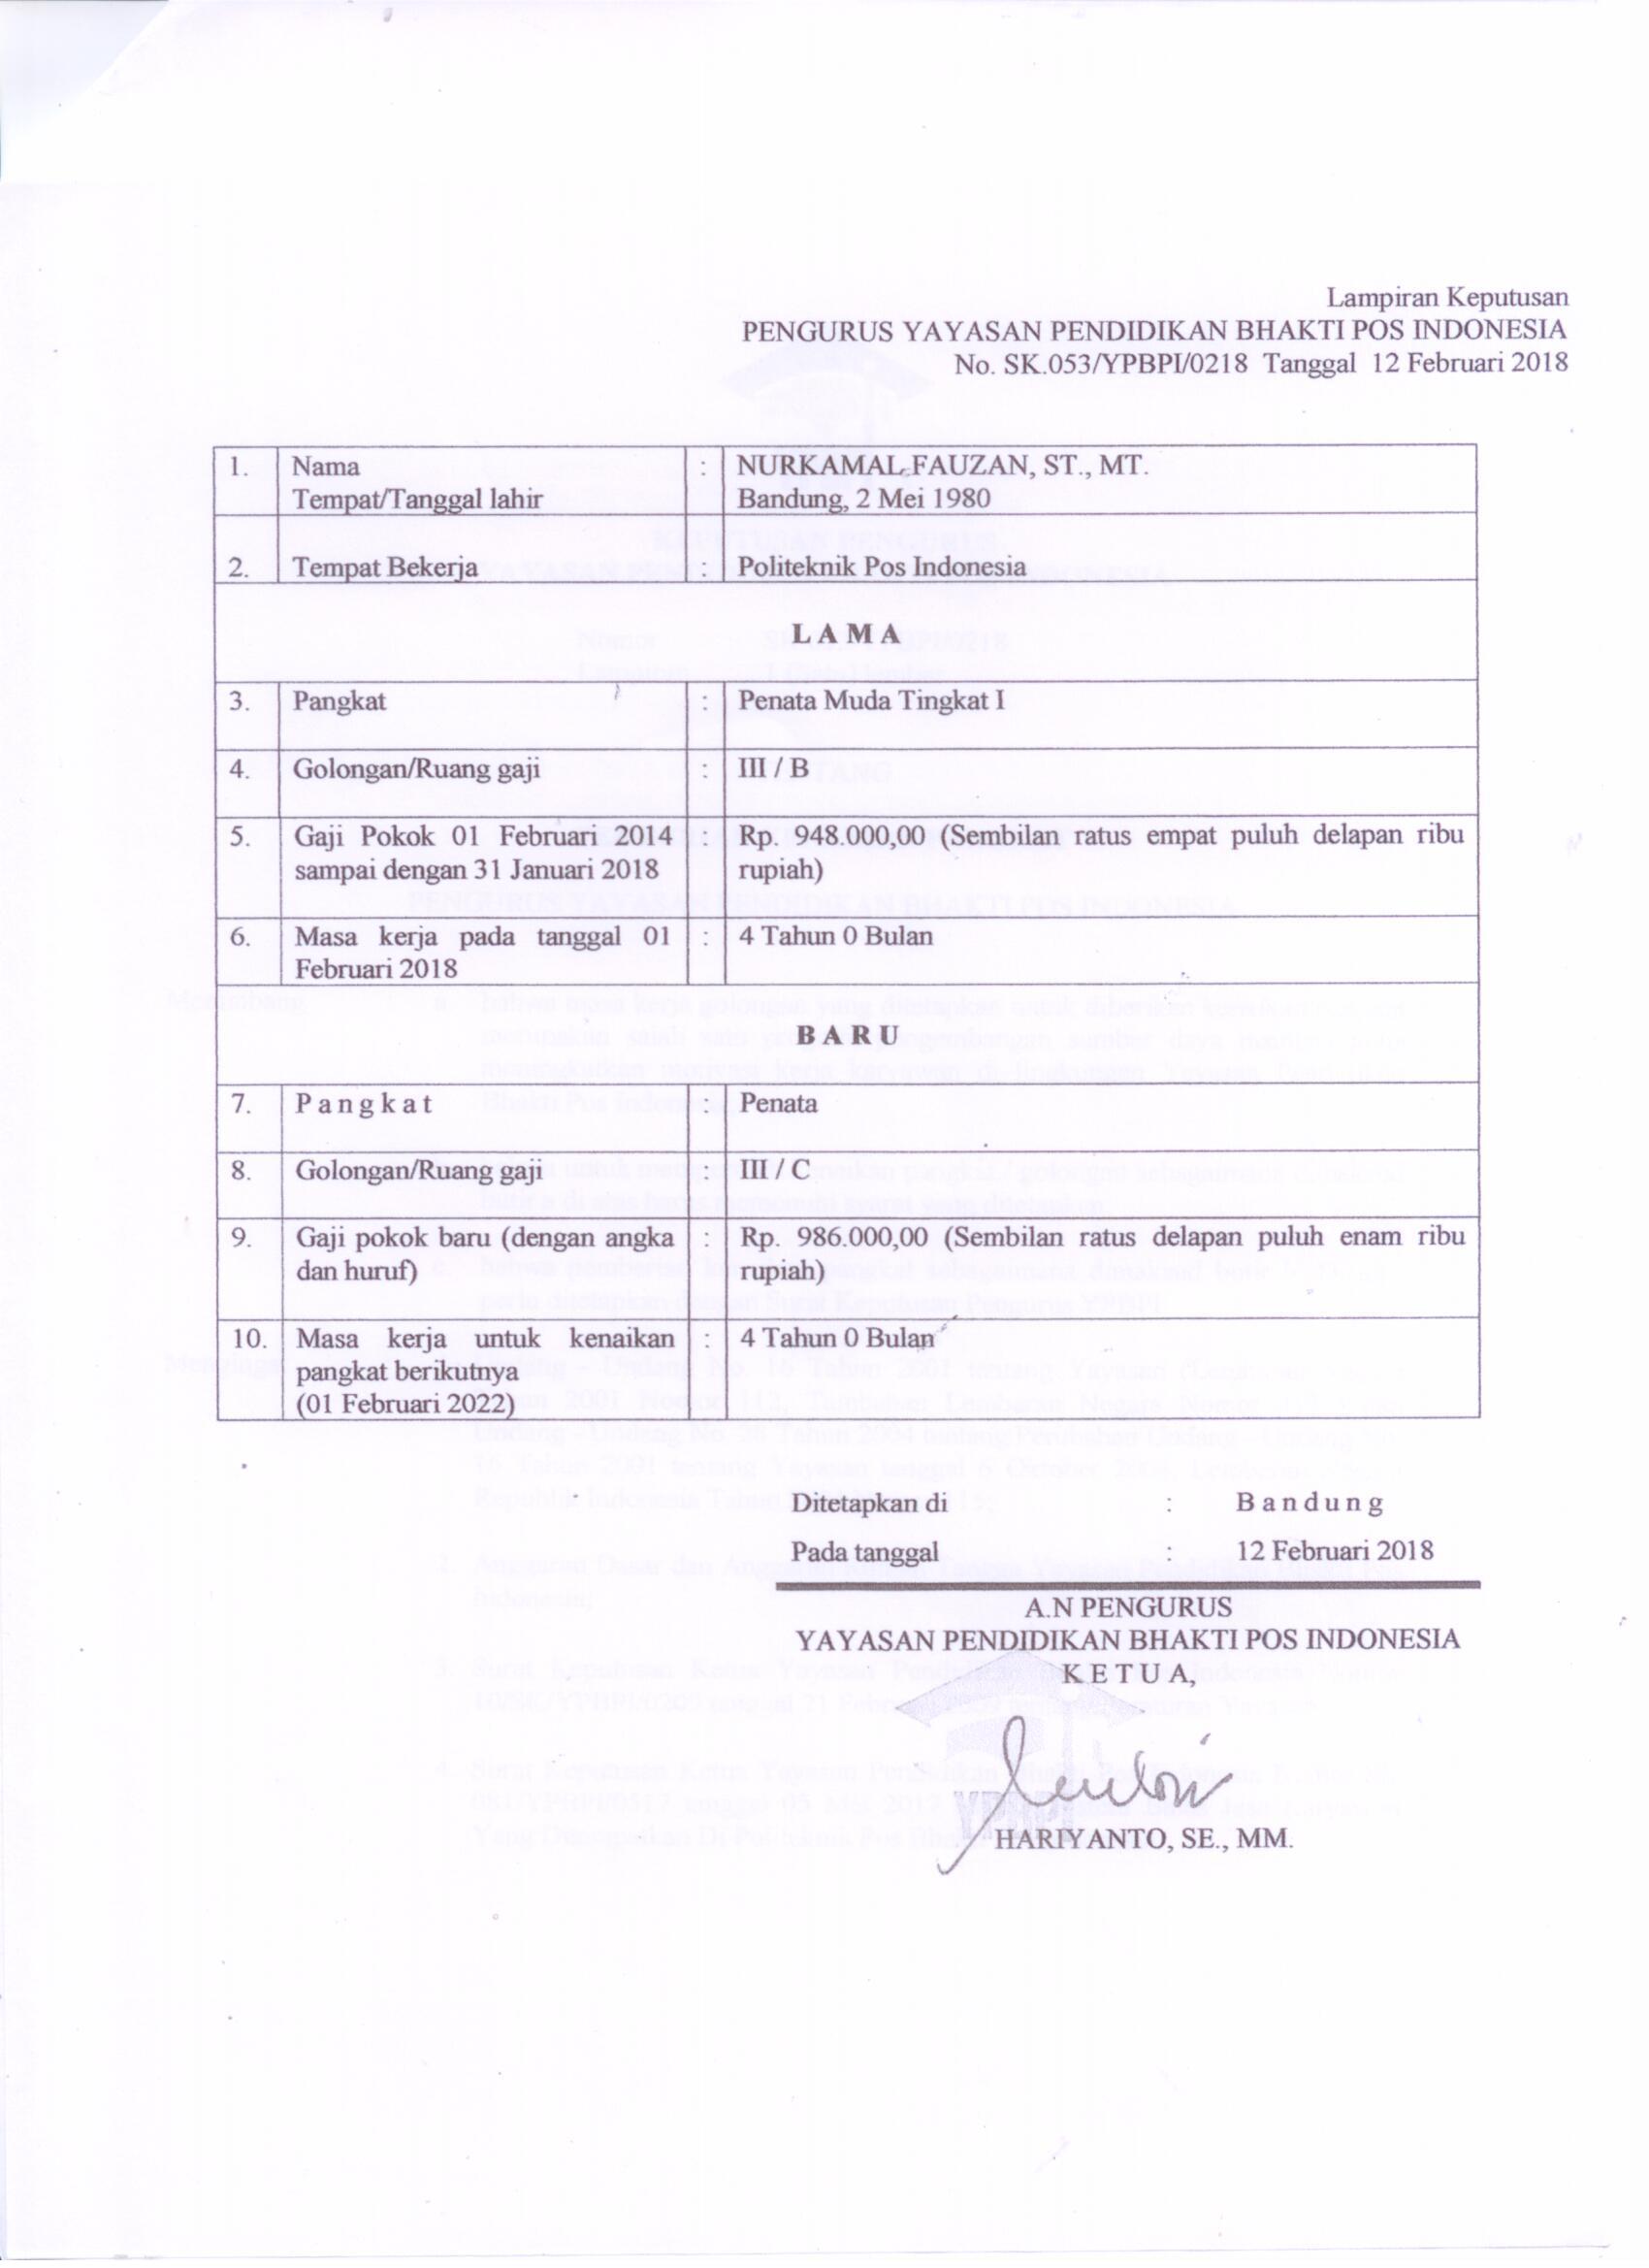 Lampiran Keputusan
PENGURUS YAYASAN PENDIDIKAN BHAKTI POS INDONESIA
No. SK.053/YPBPI/0218 Tanggal 12 Februari 2018
1. Nama : NURKAMAL FAUZAN, ST., MT.
Tempat/Tanggal lahir Bandung, 2 Mei 1980
2. Tempat Bekerja Politeknik Pos Indonesia
L A M A
3. Pangkat : Penata Muda Tingkat I
4. Golongan/Ruang gaji : III / B
5. Gaji Pokok 01 Februari 2014 : Rp. 948.000,00 (Sembilan ratus empat puluh delapan ribu
sampai dengan 31 Januari 2018 rupiah)
6. Masa kerja pada tanggal 01 : 4 Tahun 0 Bulan
Februari 2018
B A R U
7. P a n g k a t : Penata
8. Golongan/Ruang gaji : III / C
9. Gaji pokok baru (dengan angka : Rp. 986.000,00 (Sembilan ratus delapan puluh enam ribu
dan huruf) rupiah)
10. Masa kerja untuk kenaikan : 4 Tahun 0 Bulan
pangkat berikutnya
(01 Februari 2022)
Ditetapkan di : B a n d u n g
Pada tanggal : 12 Februari 2018
A.N PENGURUS
YAYASAN PENDIDIKAN BHAKTI POS INDONESIA
K E T U A,
YPBPI
HARIYANTO, SE., MM.